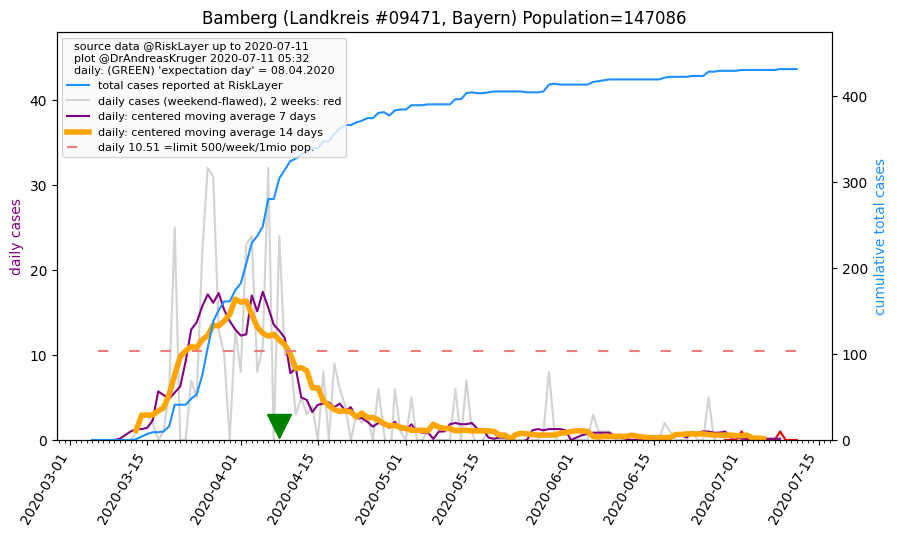 Bamberg (Landkreis #09471, Bayern) Population=147086
source data @RiskLayer up to 2020-07-11
plot @DrAndreasKruger 2020-07-11 05:32
daily: (GREEN) 'expectation day' = 08.04.2020
total cases reported at RiskLayer
daily cases (weekend-flawed), 2 weeks: red
daily: centered moving average 7 days
daily: centered moving average 14 days
daily 10.51 =limit 500/week/1mio pop.
daily cases
40
30
20
10
0
cumulative total cases
400
300
200
100
0
2020-03-01
2020-03-15
2020-04-01
2020-04-15
2020-05-01
2020-05-15
2020-06-01
2020-06-15
2020-07-01
2020-07-15